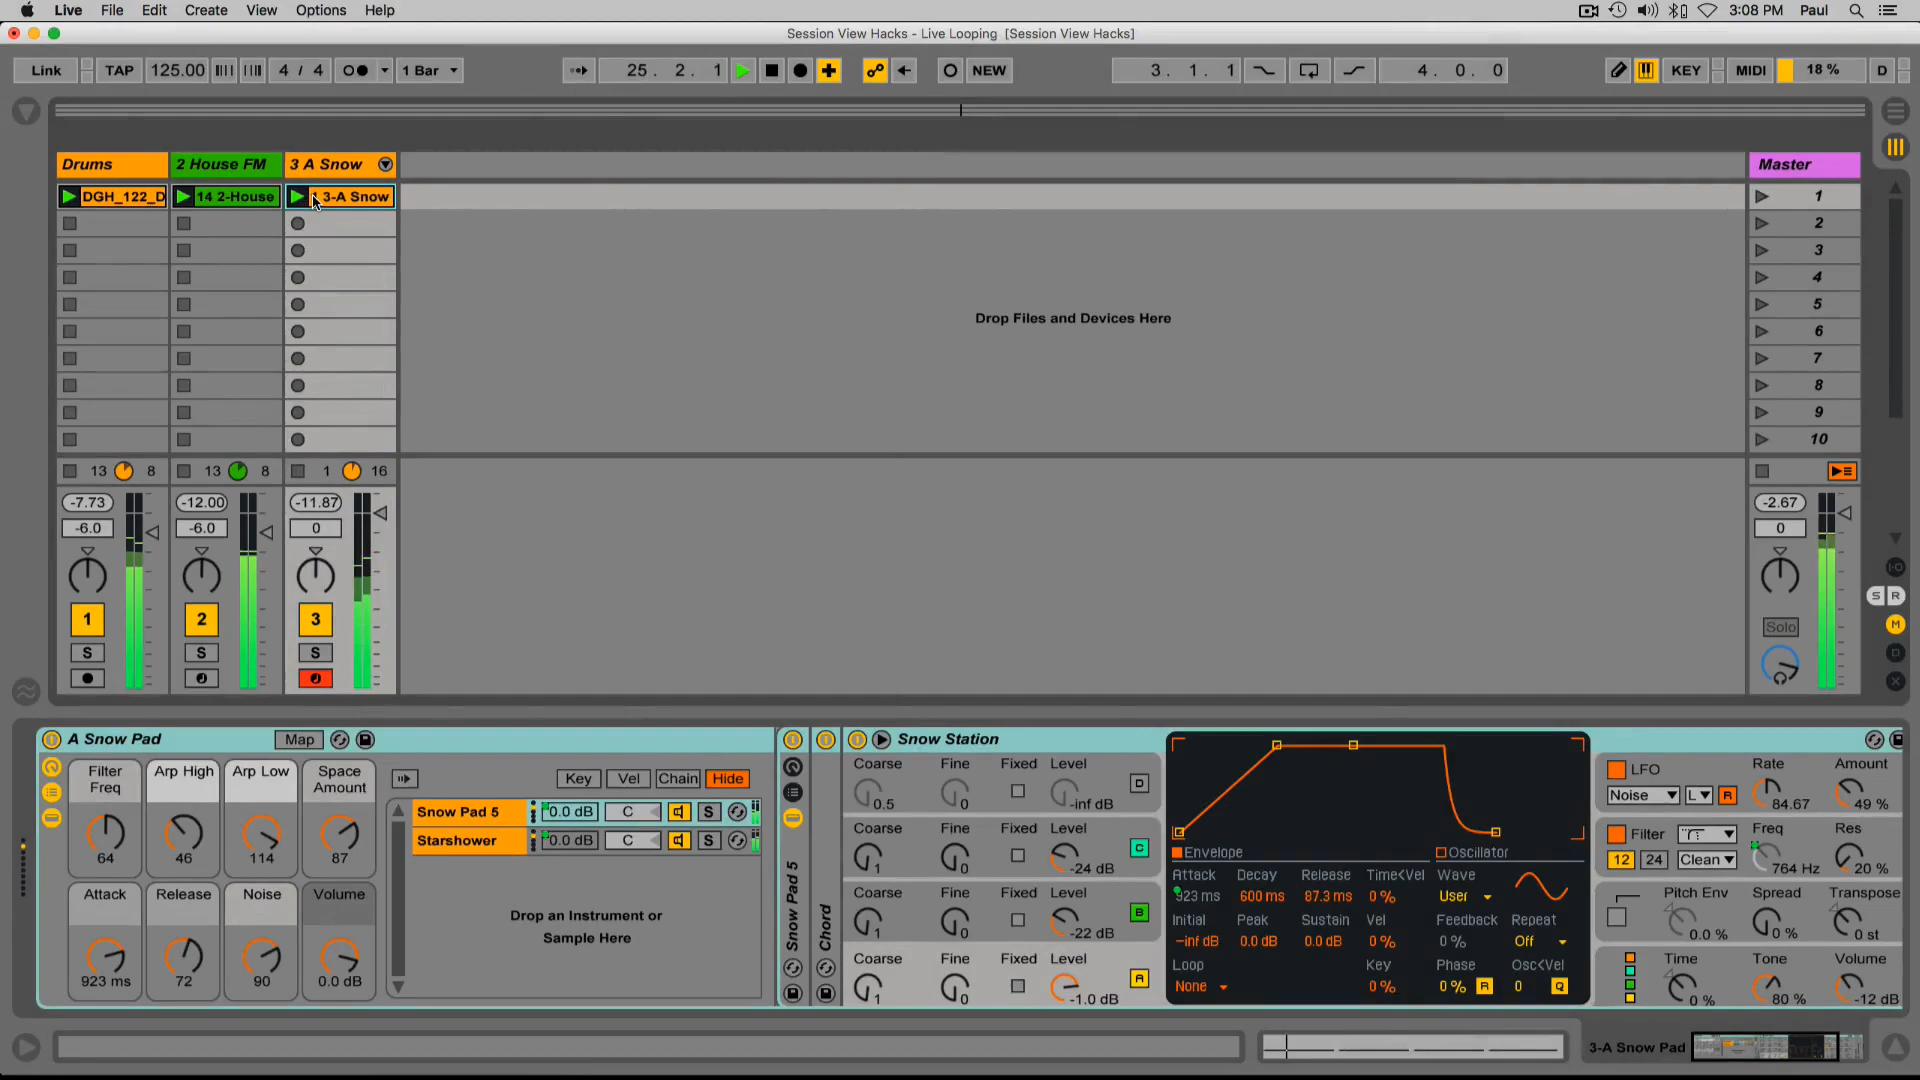 Live File Edit Create View Options Help 3:08 PM Paul
Session View Hacks - Live Looping [Session View Hacks]
Link TAP 125.00 4 / 4 1 Bar 25. 2. 1 NEW 3. 1. 1 4. 0. 0 KEY MIDI 18 % D
Drums 2 House FM 3 A Snow Master
DGH_122_D 14 2-House 3-A Snow 1
2
3
4
Drop Files and Devices Here
5
6
7
8
9
10
13 8 13 8 1 16
-7.73 -12.00 -11.87 -2.67
-6.0 -6.0 0 0
I·O
S R
1 2 3 M
Solo
S S S D
A Snow Pad Map Snow Station
Filter Freq Arp High Arp Low Space Amount
64 46 114 87
Attack Release Noise Volume
923 ms 72 90 0.0 dB
Key Vel Chain Hide
Snow Pad 5 0.0 dB C S
Starshower 0.0 dB C S
Drop an Instrument or
Sample Here
Snow Pad 5
Chord
Coarse Fine Fixed Level D
0.5 0 -inf dB
Coarse Fine Fixed Level C
1 0 -24 dB
Coarse Fine Fixed Level B
1 0 -22 dB
Coarse Fine Fixed Level A
1 0 -1.0 dB
Envelope Oscillator
Attack Decay Release Time<Vel Wave
923 ms 600 ms 87.3 ms 0 % User
Initial Peak Sustain Vel Feedback Repeat
-inf dB 0.0 dB 0.0 dB 0 % 0 % Off
Loop Key Phase Osc<Vel
None 0 % 0 % R 0 Q
LFO Rate Amount
Noise L R 84.67 49 %
Filter Freq Res
12 24 Clean 764 Hz 20 %
Pitch Env Spread Transpose
0.0 % 0 % 0 st
Time Tone Volume
0 % 80 % -12 dB
3-A Snow Pad